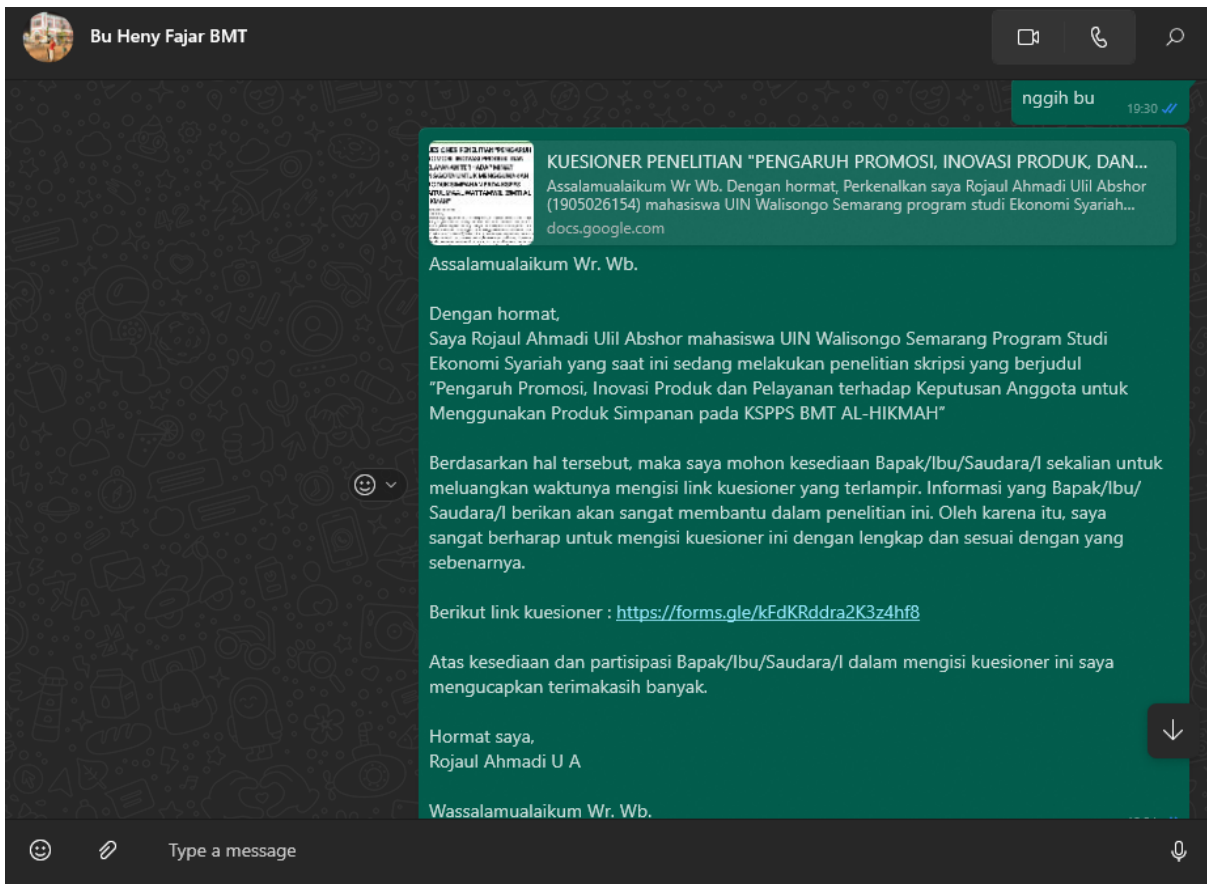 Bu Heny Fajar BMT
nggih bu
19:30
KUESIONER PENELITIAN "PENGARUH PROMOSI, INOVASI PRODUK, DAN...
Assalamualaikum Wr Wb. Dengan hormat, Perkenalkan saya Rojaul Ahmadi Ulil Abshor
(1905026154) mahasiswa UIN Walisongo Semarang program studi Ekonomi Syariah...
docs.google.com
Assalamualaikum Wr. Wb.
Dengan hormat,
Saya Rojaul Ahmadi Ulil Abshor mahasiswa UIN Walisongo Semarang Program Studi
Ekonomi Syariah yang saat ini sedang melakukan penelitian skripsi yang berjudul
“Pengaruh Promosi, Inovasi Produk dan Pelayanan terhadap Keputusan Anggota untuk
Menggunakan Produk Simpanan pada KSPPS BMT AL-HIKMAH”
Berdasarkan hal tersebut, maka saya mohon kesediaan Bapak/Ibu/Saudara/I sekalian untuk
meluangkan waktunya mengisi link kuesioner yang terlampir. Informasi yang Bapak/Ibu/
Saudara/I berikan akan sangat membantu dalam penelitian ini. Oleh karena itu, saya
sangat berharap untuk mengisi kuesioner ini dengan lengkap dan sesuai dengan yang
sebenarnya.
Berikut link kuesioner : https://forms.gle/kFdKRddra2K3z4hf8
Atas kesediaan dan partisipasi Bapak/Ibu/Saudara/I dalam mengisi kuesioner ini saya
mengucapkan terimakasih banyak.
Hormat saya,
Rojaul Ahmadi U A
Wassalamualaikum Wr. Wb.
Type a message